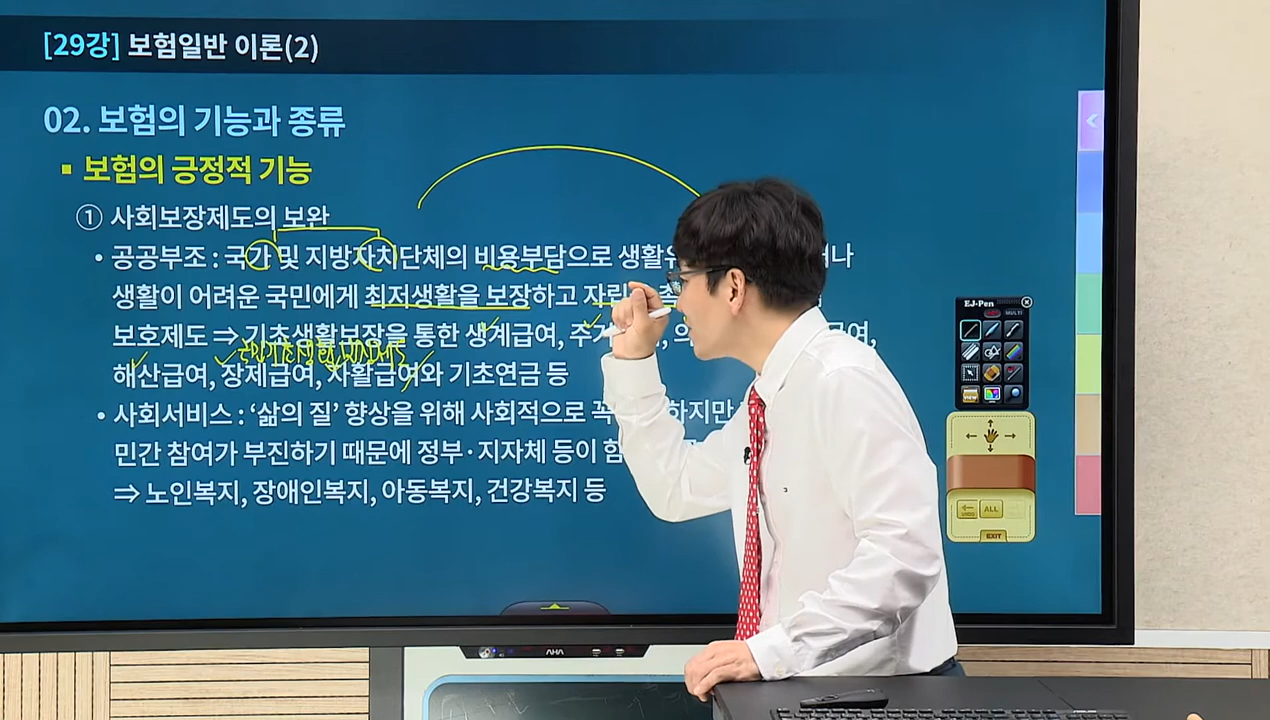 [29강] 보험일반 이론(2)
02. 보험의 기능과 종류
▪ 보험의 긍정적 기능
① 사회보장제도의 보완
• 공공부조 : 국가 및 지방자치단체의 비용부담으로 생활유
생활이 어려운 국민에게 최저생활을 보장하고 자립
보호제도 ⇒ 기초생활보장을 통한 생계급여, 주거
해산급여, 장제급여, 자활급여와 기초연금 등
• 사회서비스 : ‘삶의 질’ 향상을 위해 사회적으로 꼭 하지만
민간 참여가 부진하기 때문에 정부·지자체 등이 함
⇒ 노인복지, 장애인복지, 아동복지, 건강복지 등
EJ-Pen
MULTI
VIEW
ALL
EXIT
AHA